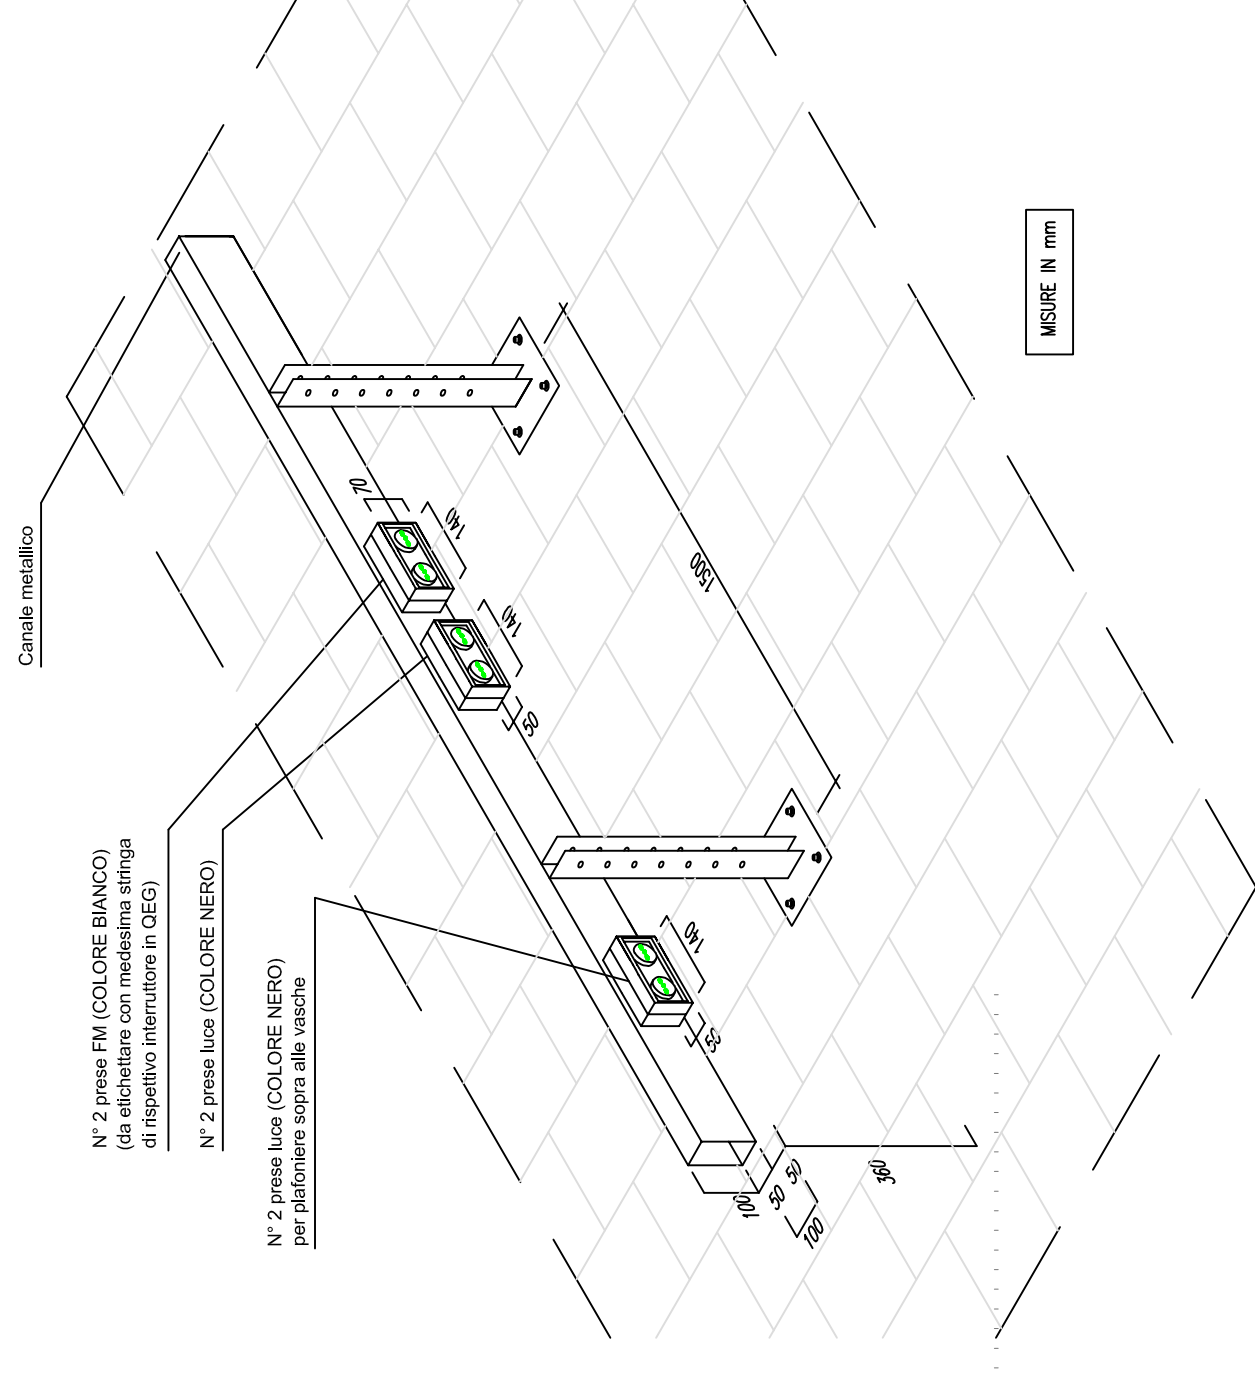 Canale metallico
N° 2 prese FM (COLORE BIANCO)
(da etichettare con medesima stringa
di rispettivo interruttore in QEG)
N° 2 prese luce (COLORE NERO)
N° 2 prese luce (COLORE NERO)
per plafoniere sopra alle vasche
70
140
140
50
1500
140
50
100
50
50
100
360
MISURE IN mm